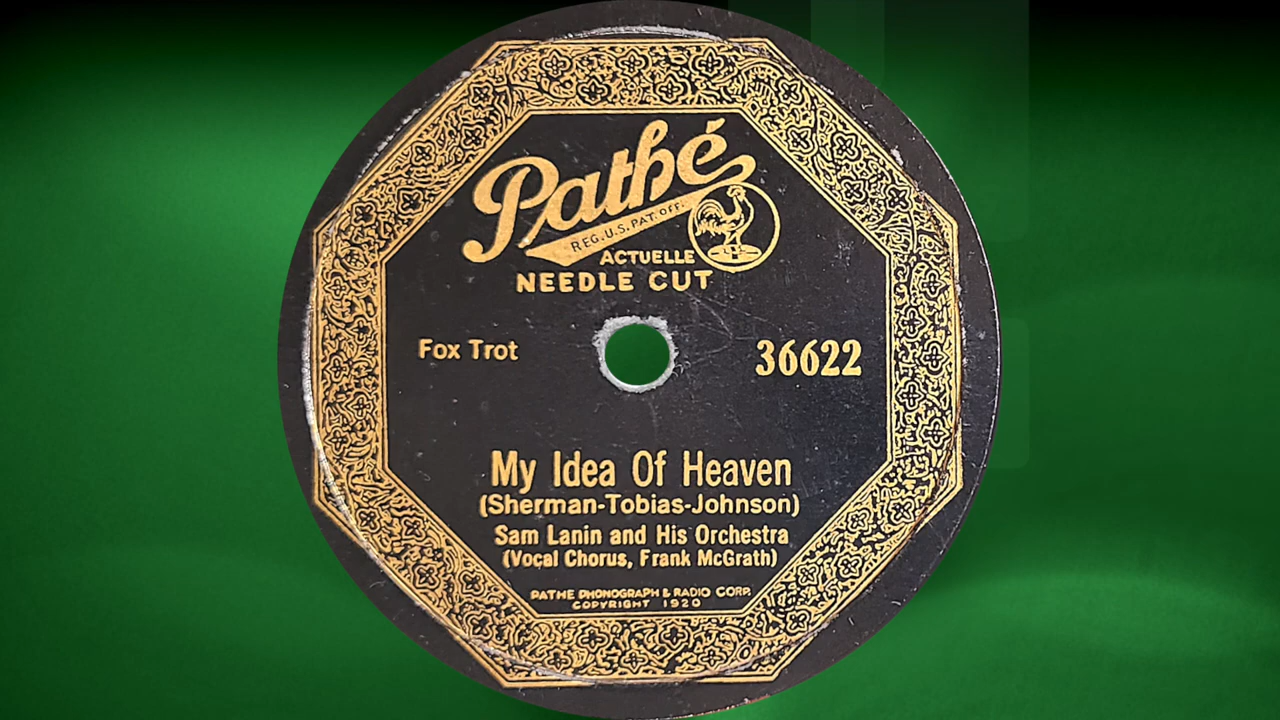 Pathé
REG. U.S. PAT. OFF.
ACTUELLE
NEEDLE CUT
Fox Trot
36622
My Idea Of Heaven
(Sherman-Tobias-Johnson)
Sam Lanin and His Orchestra
(Vocal Chorus, Frank McGrath)
PATHE PHONOGRAPH & RADIO CORP.
COPYRIGHT 1920